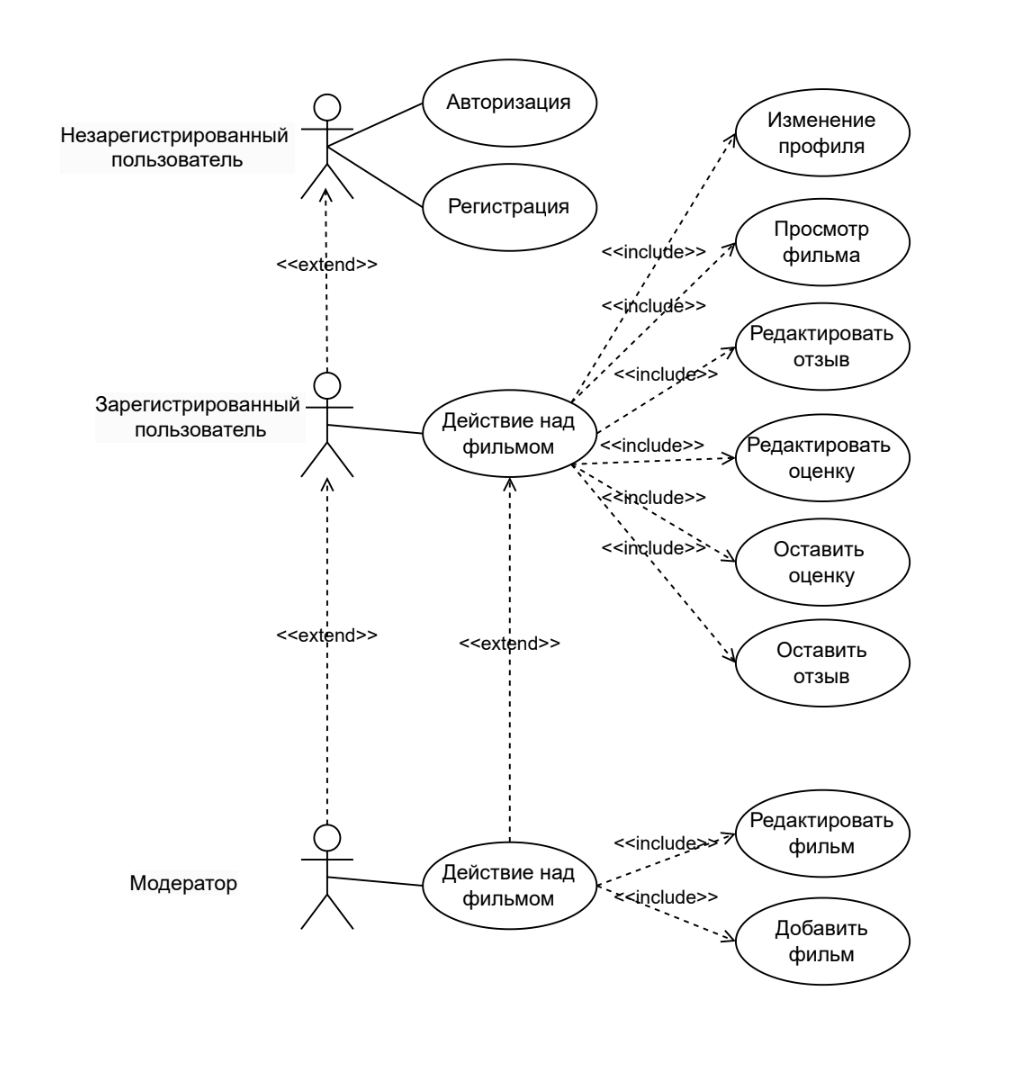 Авторизация
Незарегистрированный
пользователь
Регистрация
<<extend>>
Изменение
профиля
<<include>>
Просмотр
фильма
<<include>>
Редактировать
отзыв
<<include>>
Зарегистрированный
пользователь
Действие над
фильмом
<<include>>
Редактировать
оценку
<<include>>
Оставить
оценку
<<include>>
Оставить
отзыв
<<extend>>
<<extend>>
Модератор
Действие над
фильмом
<<include>>
Редактировать
фильм
<<include>>
Добавить
фильм